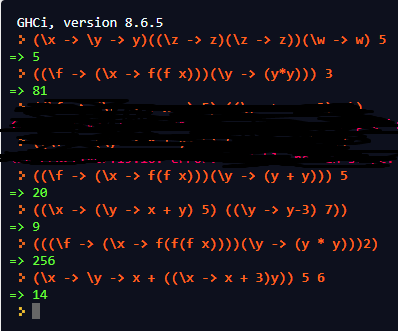 GHCi, version 8.6.5
(\x -> \y -> y)((\z -> z)(\z -> z))(\w -> w) 5
=> 5
((\f -> (\x -> f(f x)))(\y -> (y*y))) 3
=> 81
((\f -> (\x -> f(f x)))(\y -> (y + y))) 5
=> 20
((\x -> (\y -> x + y) 5) ((\y -> y-3) 7))
=> 9
(((\f -> (\x -> f(f(f x))))(\y -> (y * y)))2)
=> 256
(\x -> \y -> x + ((\x -> x + 3)y)) 5 6
=> 14